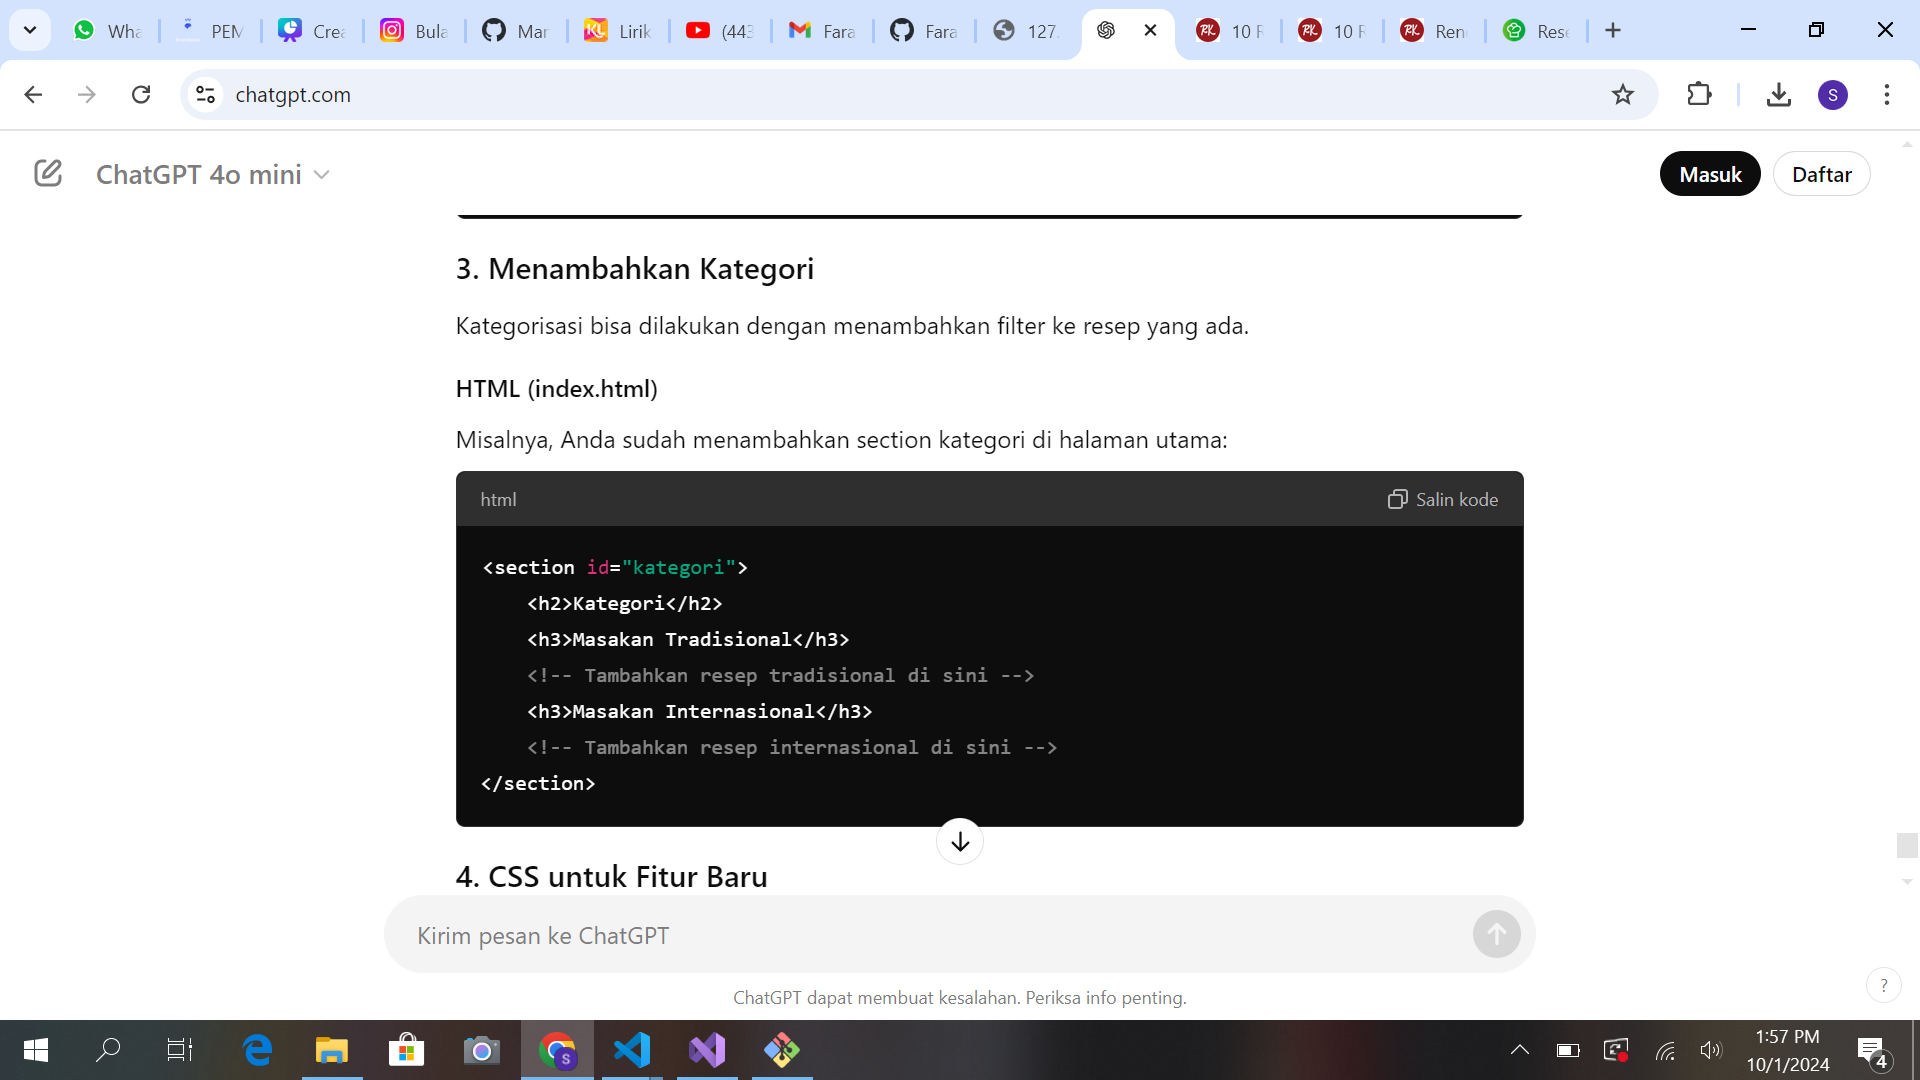 Wha
PEM
Crea
Bula
Mar
Lirik
(443
Fara
Fara
127.
10 R
10 R
Ren
Rese
chatgpt.com
S
ChatGPT 4o mini
Masuk
Daftar
3. Menambahkan Kategori
Kategorisasi bisa dilakukan dengan menambahkan filter ke resep yang ada.
HTML (index.html)
Misalnya, Anda sudah menambahkan section kategori di halaman utama:
html
Salin kode
<section id="kategori">
<h2>Kategori</h2>
<h3>Masakan Tradisional</h3>
<!-- Tambahkan resep tradisional di sini -->
<h3>Masakan Internasional</h3>
<!-- Tambahkan resep internasional di sini -->
</section>
4. CSS untuk Fitur Baru
Kirim pesan ke ChatGPT
ChatGPT dapat membuat kesalahan. Periksa info penting.
?
1:57 PM
10/1/2024
4